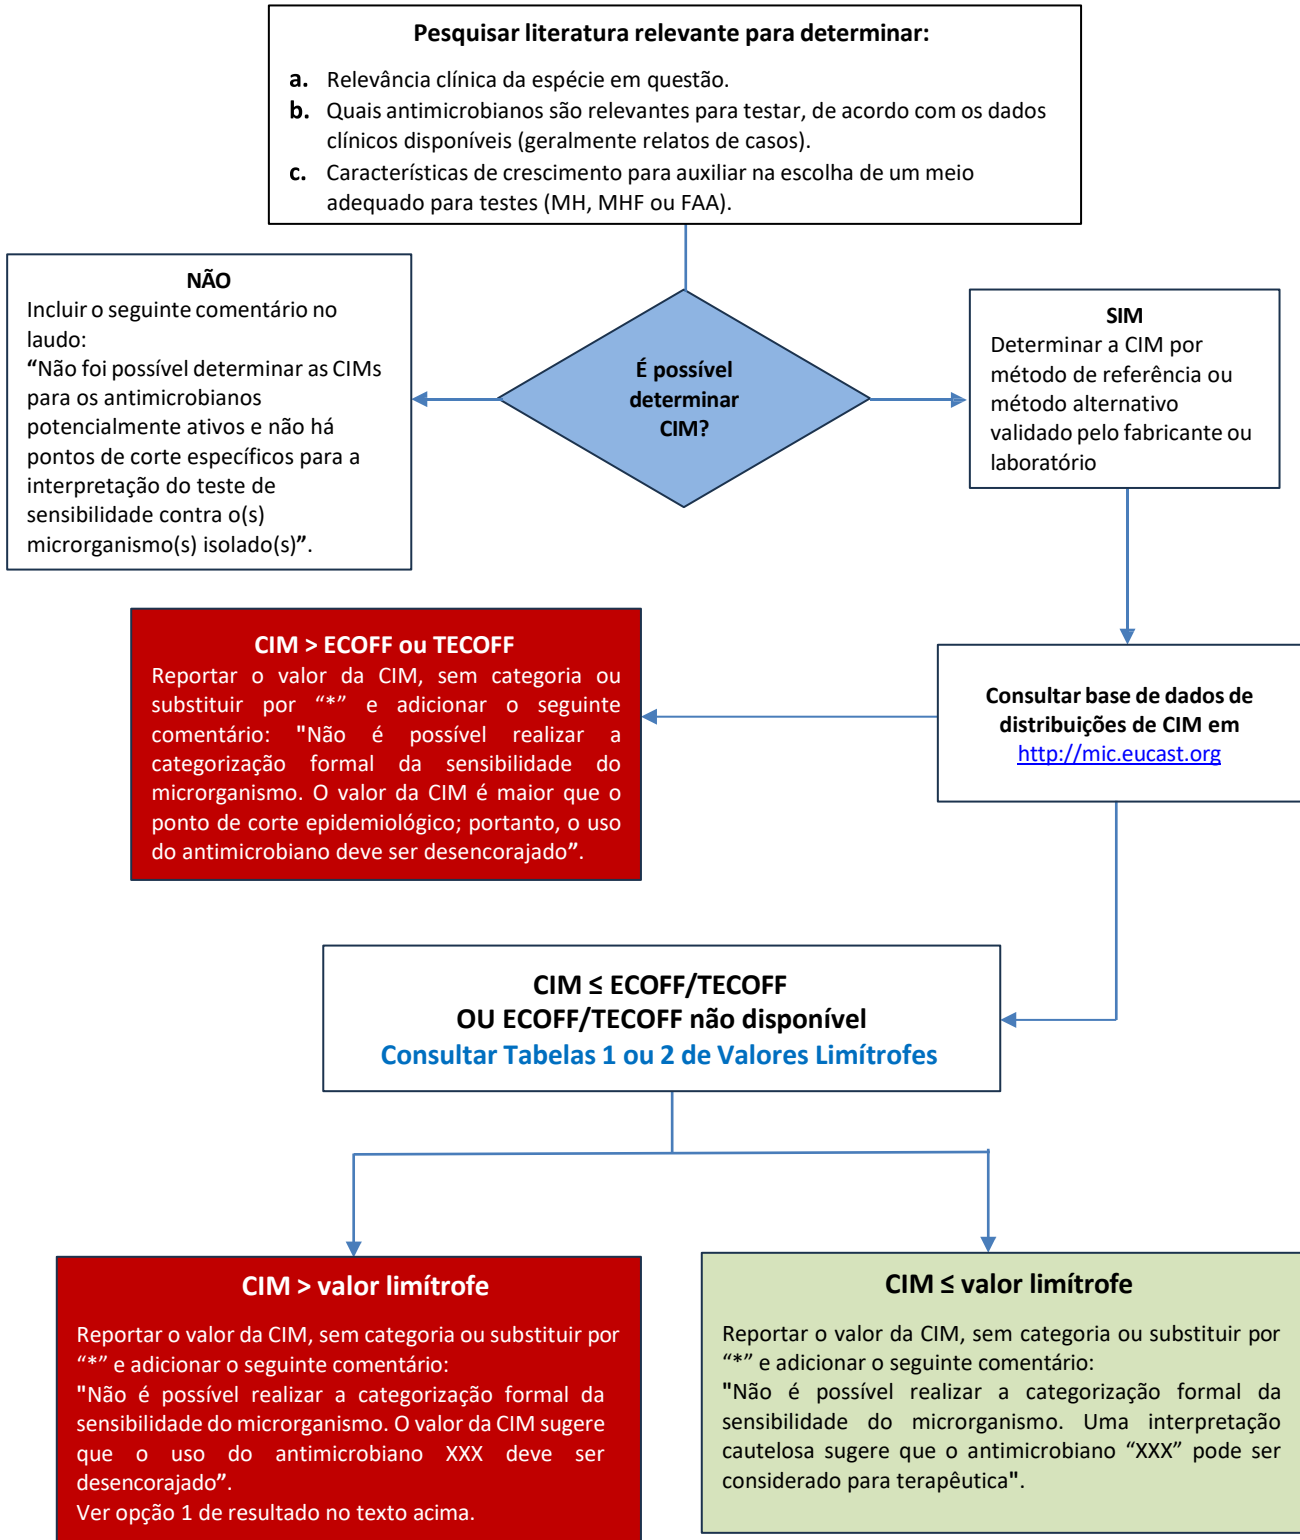 Pesquisar literatura relevante para determinar:
a. Relevância clínica da espécie em questão.
b. Quais antimicrobianos são relevantes para testar, de acordo com os dados
clínicos disponíveis (geralmente relatos de casos).
c. Características de crescimento para auxiliar na escolha de um meio
adequado para testes (MH, MHF ou FAA).
NÃO
Incluir o seguinte comentário no
laudo:
“Não foi possível determinar as CIMs
para os antimicrobianos
potencialmente ativos e não há
pontos de corte específicos para a
interpretação do teste de
sensibilidade contra o(s)
microrganismo(s) isolado(s)”.
É possível
determinar
CIM?
SIM
Determinar a CIM por
método de referência ou
método alternativo
validado pelo fabricante ou
laboratório
CIM > ECOFF ou TECOFF
Reportar o valor da CIM, sem categoria ou
substituir por “*” e adicionar o seguinte
comentário: "Não é possível realizar a
categorização formal da sensibilidade do
microrganismo. O valor da CIM é maior que o
ponto de corte epidemiológico; portanto, o uso
do antimicrobiano deve ser desencorajado”.
Consultar base de dados de
distribuições de CIM em
http://mic.eucast.org
CIM ≤ ECOFF/TECOFF
OU ECOFF/TECOFF não disponível
Consultar Tabelas 1 ou 2 de Valores Limítrofes
CIM > valor limítrofe
Reportar o valor da CIM, sem categoria ou substituir por
“*” e adicionar o seguinte comentário:
"Não é possível realizar a categorização formal da
sensibilidade do microrganismo. O valor da CIM sugere
que o uso do antimicrobiano XXX deve ser
desencorajado”.
Ver opção 1 de resultado no texto acima.
CIM ≤ valor limítrofe
Reportar o valor da CIM, sem categoria ou substituir por
“*” e adicionar o seguinte comentário:
"Não é possível realizar a categorização formal da
sensibilidade do microrganismo. Uma interpretação
cautelosa sugere que o antimicrobiano “XXX” pode ser
considerado para terapêutica".